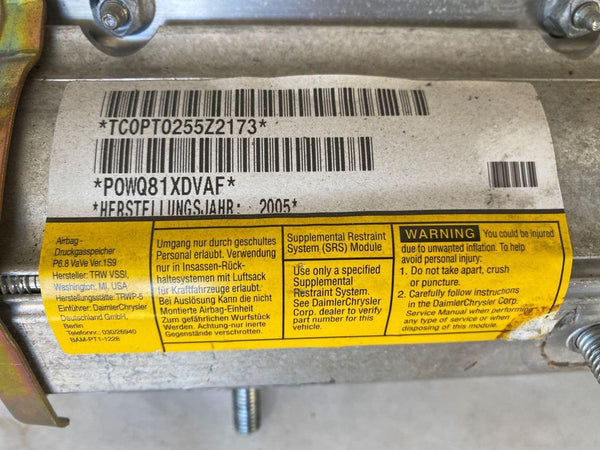 *TC0PT0255Z2173*
*P0WQ81XDVAF*
*HERSTELLUNGSJAHR: 2005*
Airbag-
Druckgasspeicher
P6.8 VaVe Ver.1S9
Hersteller: TRW VSSI,
Washington, MI, USA
Herstellungsstätte: TRWP-5
Einführer: DaimlerChrysler
Deutschland GmbH,
Berlin
Telefonnr.: 030/26940
BAM-PT1-1228
Umgang nur durch geschultes
Personal erlaubt. Verwendung
nur in Insassen-Rück-
haltesystemen mit Luftsack
für Kraftfahrzeuge erlaubt.
Bei Auslösung Kann die nicht
Montierte Airbag-Einheit
Zum gefährlichen Wurfstück
Werden. Achtung-nur inerte
Gegenstände verschrotten.
Supplemental Restraint
System (SRS) Module
Use only a specified
Supplemental
Restraint System.
See DaimlerChrysler
Corp. dealer to verify
part number for this
vehicle.
WARNING You could be injured
due to unwanted inflation. To help
avoid personal injury:
1. Do not take apart, crush
or puncture.
2. Carefully follow instructions
in the DaimlerChrysler Corp.
Service Manual when performing
any type of service or when
disposing of this module.